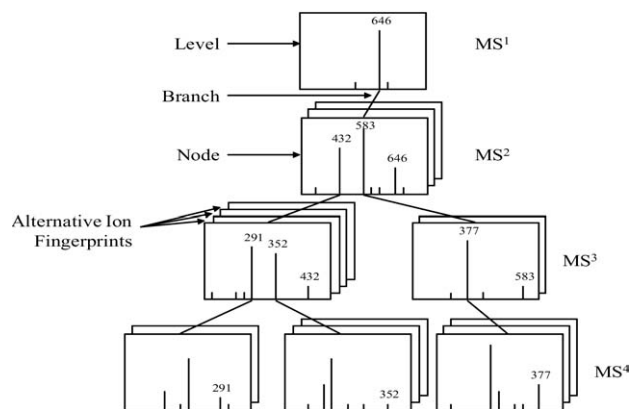 646
Level
MS1
Branch
583
432
Node
646
MS2
Alternative Ion
Fingerprints
291
352
432
377
583
MS3
291
352
377
MS4